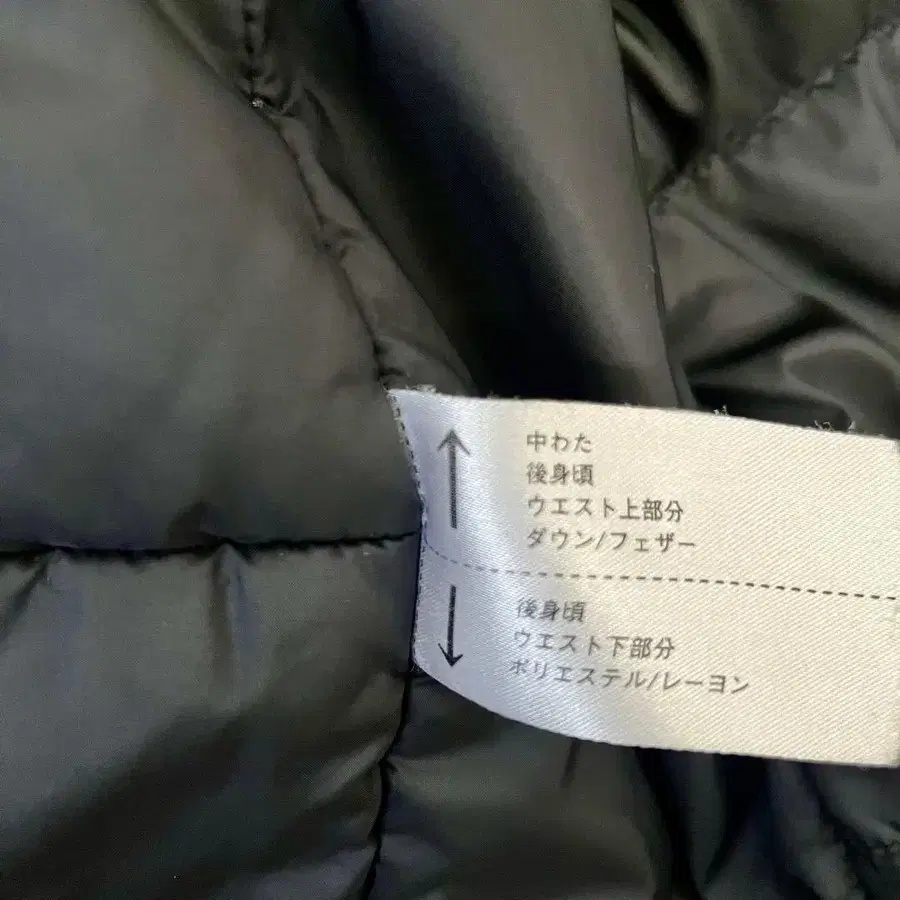 中わた
後身頃
ウエスト上部分
ダウン/フェザー
後身頃
ウエスト下部分
ポリエステル/レーヨン